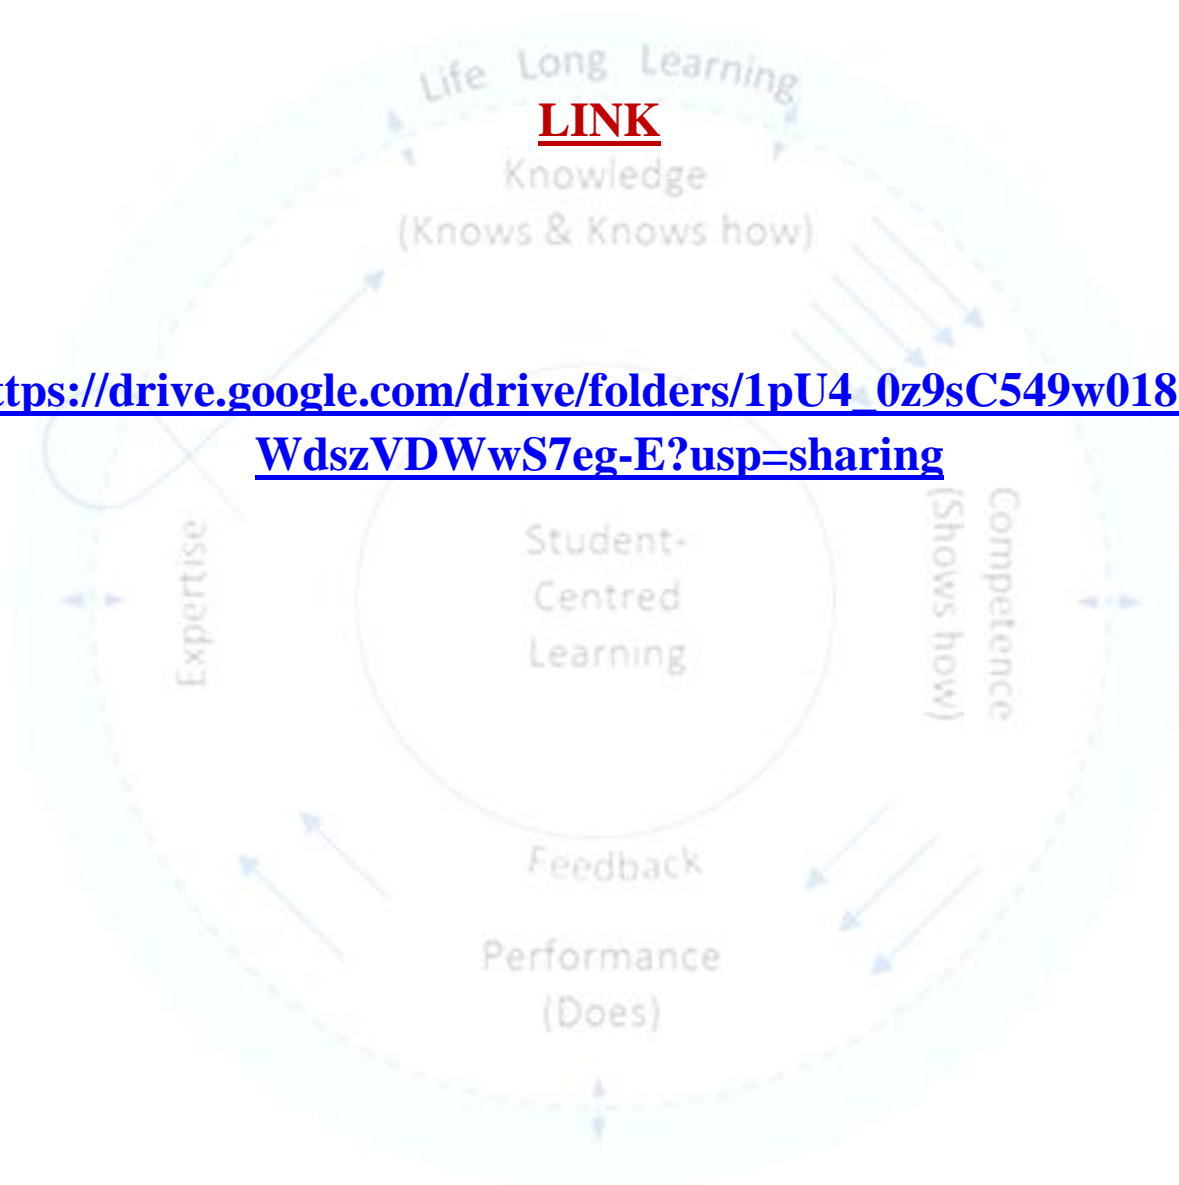 Life Long Learning
LINK
Knowledge
(Knows & Knows how)
ttps://drive.google.com/drive/folders/1pU4_0z9sC549w018
WdszVDWwS7eg-E?usp=sharing
Expertise
Student-
Centred
Learning
Competence
(Shows how)
Feedback
Performance
(Does)